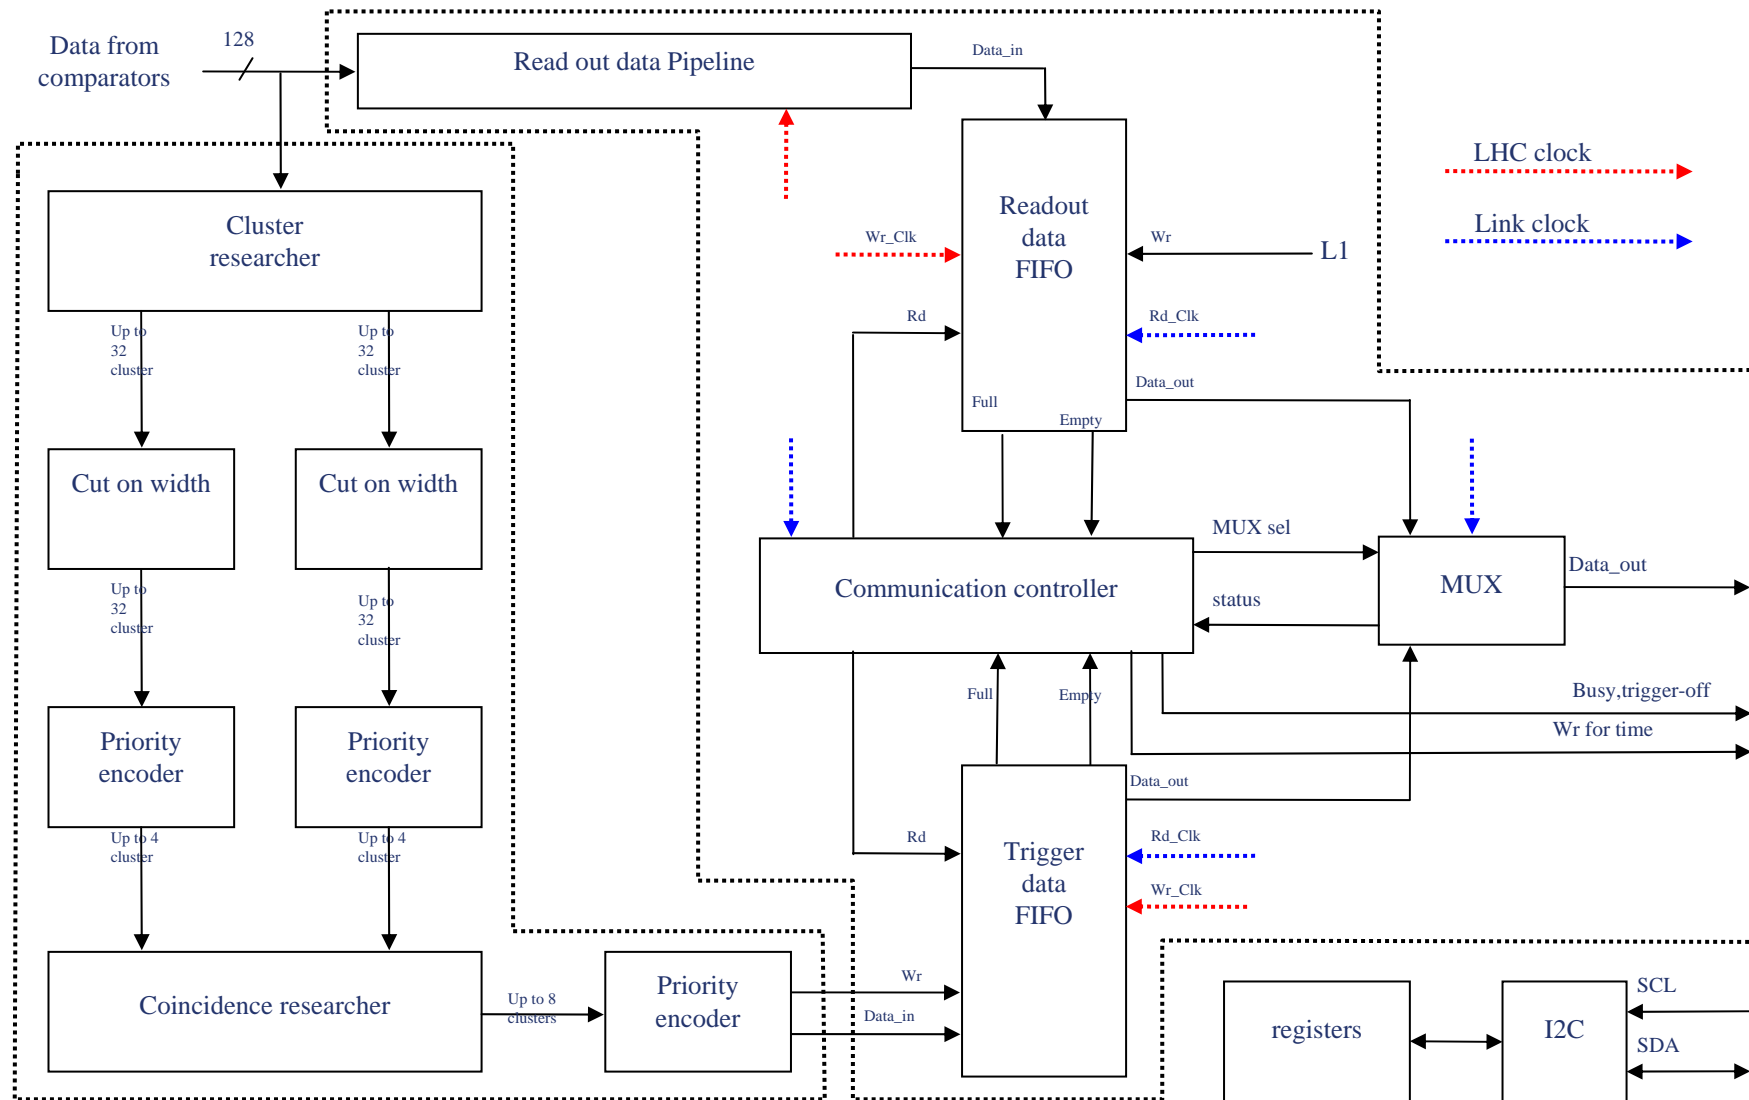 Data from
comparators
128
Read out data Pipeline
Data_in
LHC clock
Link clock
Cluster
researcher
Readout
data
FIFO
Wr_Clk
Wr
L1
Rd
Rd_Clk
Data_out
Full
Empty
Up to
32
cluster
Up to
32
cluster
Cut on width
Cut on width
Up to
32
cluster
Up to
32
cluster
Communication controller
MUX sel
status
MUX
Data_out
Full
Empty
Busy,trigger-off
Wr for time
Priority
encoder
Priority
encoder
Up to 4
cluster
Up to 4
cluster
Data_out
Rd
Trigger
data
FIFO
Rd_Clk
Wr_Clk
Coincidence researcher
Up to 8
clusters
Priority
encoder
Wr
Data_in
registers
I2C
SCL
SDA